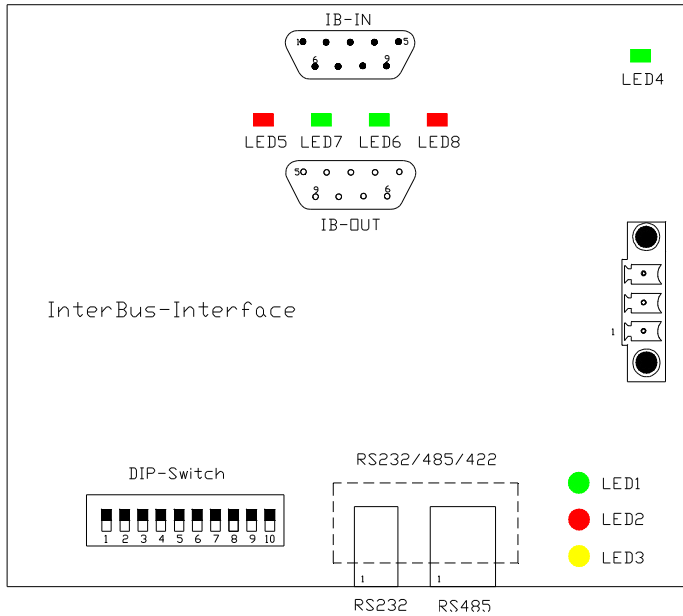 IB-IN
1 5
6 9
LED4
LED5 LED7 LED6 LED8
5
9 6
IB-OUT
InterBus-Interface
1
DIP-Switch
RS232/485/422
LED1
LED2
LED3
1 2 3 4 5 6 7 8 9 10
1 1
RS232 RS485